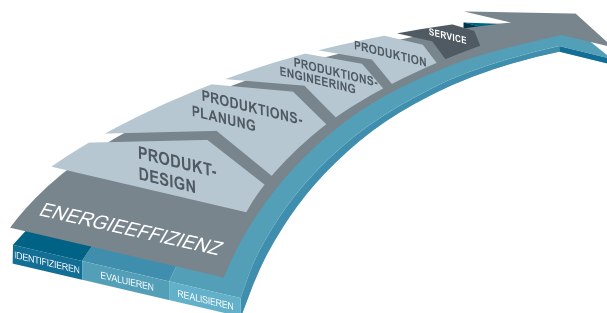 SERVICE
PRODUKTION
PRODUKTIONS-
ENGINEERING
PRODUKTIONS-
PLANUNG
PRODUKT-
DESIGN
ENERGIEEFFIZIENZ
IDENTIFIZIEREN
EVALUIEREN
REALISIEREN